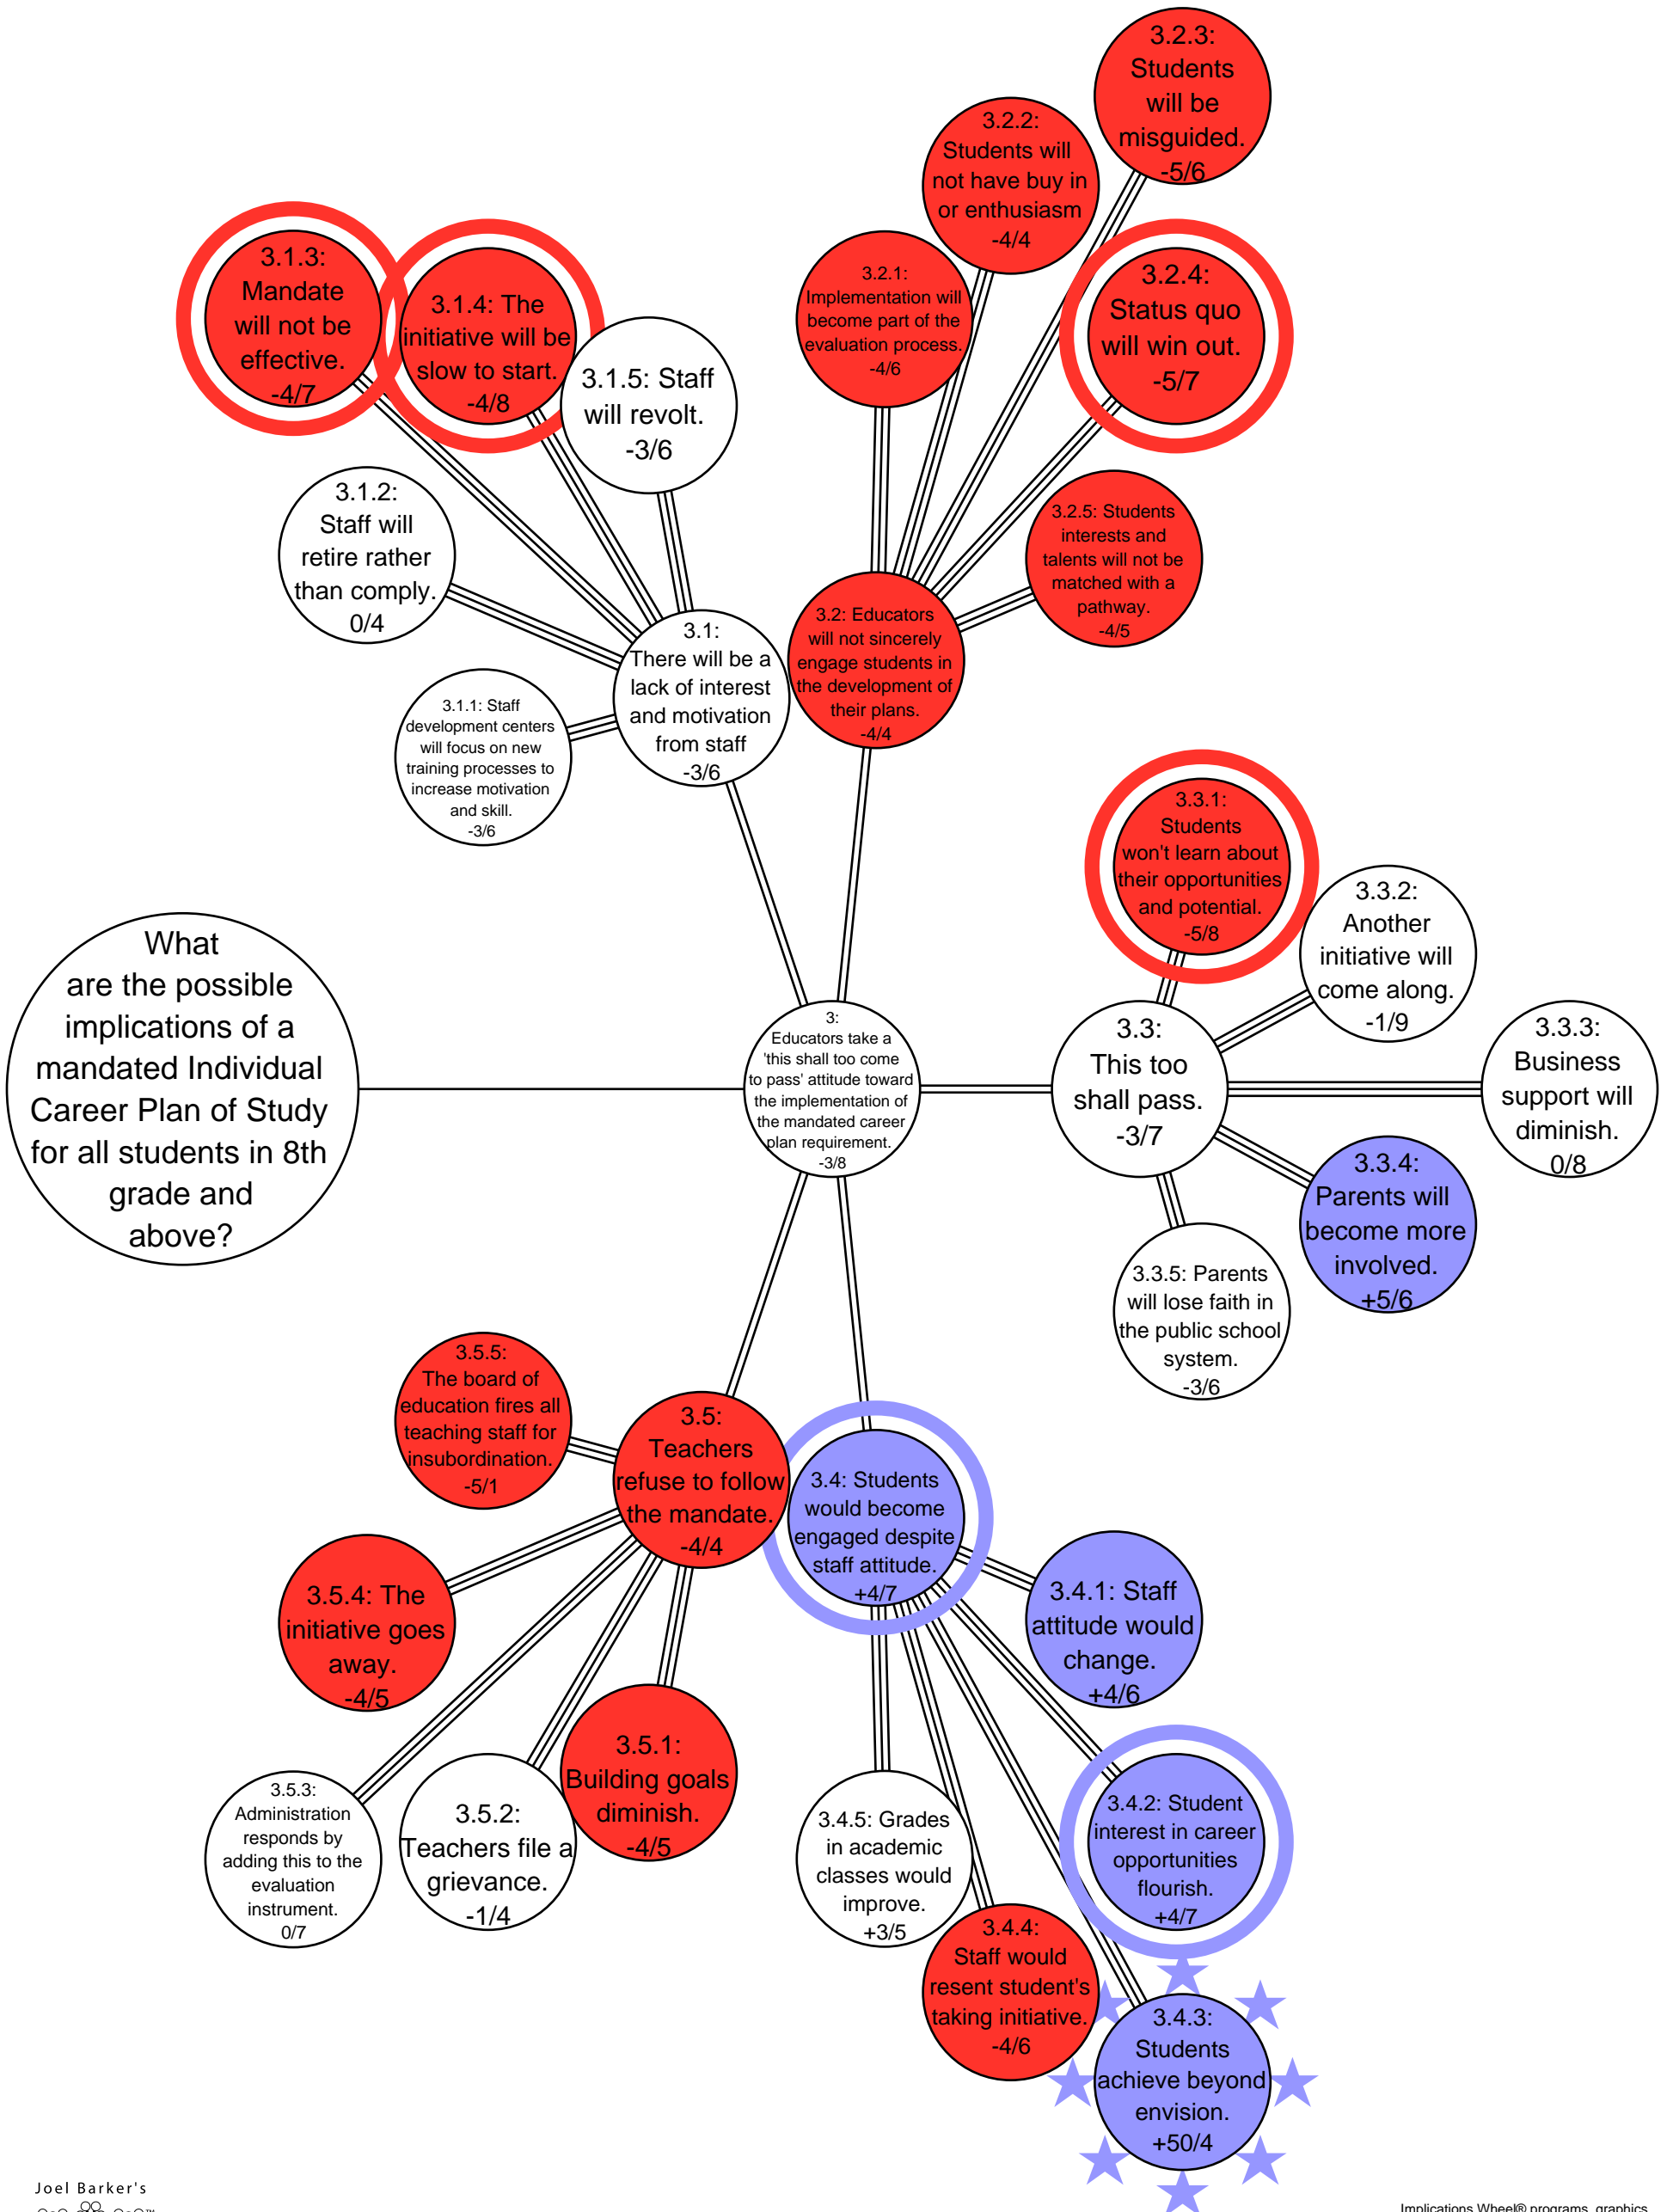 What
are the possible
implications of a
mandated Individual
Career Plan of Study
for all students in 8th
grade and
above?
3:
Educators take a
'this shall too come
to pass' attitude toward
the implementation of
the mandated career
plan requirement.
-3/8
3.1:
There will be a
lack of interest
and motivation
from staff
-3/6
3.1.1: Staff
development centers
will focus on new
training processes to
increase motivation
and skill.
-3/6
3.1.2:
Staff will
retire rather
than comply.
0/4
3.1.3:
Mandate
will not be
effective.
-4/7
3.1.4: The
initiative will be
slow to start.
-4/8
3.1.5: Staff
will revolt.
-3/6
3.2: Educators
will not sincerely
engage students in
the development of
their plans.
-4/4
3.2.1:
Implementation will
become part of the
evaluation process.
-4/6
3.2.2:
Students will
not have buy in
or enthusiasm
-4/4
3.2.3:
Students
will be
misguided.
-5/6
3.2.4:
Status quo
will win out.
-5/7
3.2.5: Students
interests and
talents will not be
matched with a
pathway.
-4/5
3.3:
This too
shall pass.
-3/7
3.3.1:
Students
won't learn about
their opportunities
and potential.
-5/8
3.3.2:
Another
initiative will
come along.
-1/9
3.3.3:
Business
support will
diminish.
0/8
3.3.4:
Parents will
become more
involved.
+5/6
3.3.5: Parents
will lose faith in
the public school
system.
-3/6
3.4: Students
would become
engaged despite
staff attitude.
+4/7
3.4.1: Staff
attitude would
change.
+4/6
3.4.2: Student
interest in career
opportunities
flourish.
+4/7
3.4.3:
Students
achieve beyond
envision.
+50/4
3.4.4:
Staff would
resent student's
taking initiative.
-4/6
3.4.5: Grades
in academic
classes would
improve.
+3/5
3.5:
Teachers
refuse to follow
the mandate.
-4/4
3.5.1:
Building goals
diminish.
-4/5
3.5.2:
Teachers file a
grievance.
-1/4
3.5.3:
Administration
responds by
adding this to the
evaluation
instrument.
0/7
3.5.4: The
initiative goes
away.
-4/5
3.5.5:
The board of
education fires all
teaching staff for
insubordination.
-5/1
Joel Barker's
Implications Wheel® programs, graphics